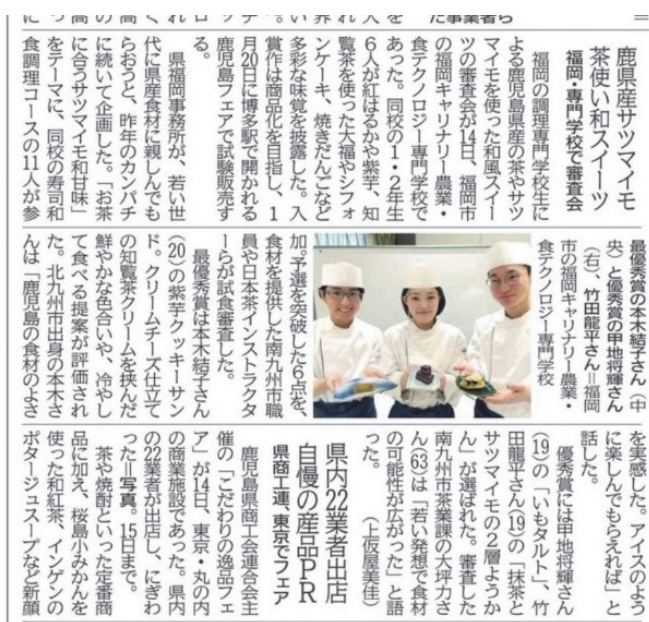 た事業者ら
鹿県産サツマイモ
茶使い和スイーツ
福岡・専門学校で審査会
福岡の調理専門学校生に
よる鹿児島県産の茶やサツ
マイモを使った和風スイー
ツの審査会が14日、福岡市
の福岡キャリナリー農業・
食テクノロジー専門学校で
あった。同校の1・2年生
6人が紅はるかや紫芋、知
覧茶を使った大福やシフォ
ンケーキ、焼きだんごなど
多彩な味覚を披露した。入
賞作は商品化を目指し、1
月20日に博多駅で開かれる
鹿児島フェアで試験販売す
る。
県福岡事務所が、若い世
代に県産食材に親しんでも
らおうと、昨年のカンパチ
に続いて企画した。「お茶
に合うサツマイモ和甘味」
をテーマに、同校の寿司和
食調理コースの11人が参
最優秀賞の本木結子さん（中
央）と優秀賞の甲地将輝さん
（右）、竹田龍平さん＝福岡
市の福岡キャリナリー農業・
食テクノロジー専門学校
加。予選を突破した6点を、
食材を提供した南九州市職
員や日本茶インストラクタ
ーらが試食審査した。
最優秀賞は本木結子さん
（20）の紫芋クッキーサン
ド。クリームチーズ仕立て
の知覧茶クリームを挟んだ
鮮やかな色合いや、冷やし
て食べる提案が評価され
た。北九州市出身の本木さ
んは「鹿児島の食材のよさ
を実感した。アイスのよう
に楽しんでもらえれば」と
話した。
優秀賞には甲地将輝さん
（19）の「いもタルト」、竹
田龍平さん（19）の「抹茶と
サツマイモの2層ようか
ん」が選ばれた。審査した
南九州市茶業課の大坪力さ
ん（63）は「若い発想で食材
の可能性が広がった」と語
った。　（上仮屋美佳）
県内22業者出店
自慢の産品PR
県商工連、東京でフェア
鹿児島県商工会連合会主
催の「こだわりの逸品フェ
ア」が14日、東京・丸の内
の商業施設であった。県内
の22業者が出店し、にぎわ
った＝写真。15日まで。
茶や焼酎といった定番商
品に加え、桜島小みかんを
使った和紅茶、インゲンの
ポタージュスープなど新顔